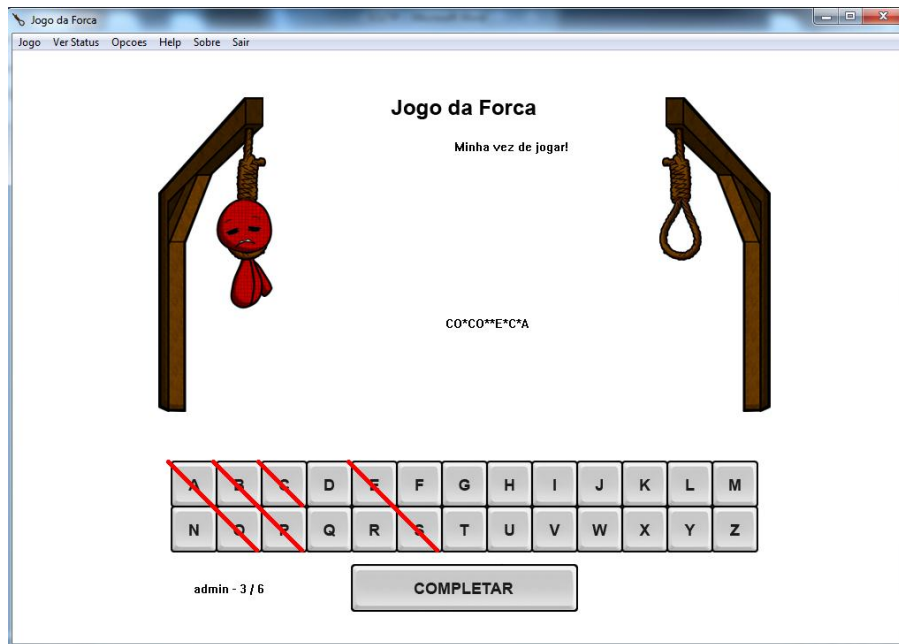 Jogo da Forca
Jogo Ver Status Opcoes Help Sobre Sair
Jogo da Forca
Minha vez de jogar!
CO*CO**E*C*A
A B C D E F G H I J K L M
N O P Q R S T U V W X Y Z
admin - 3 / 6
COMPLETAR